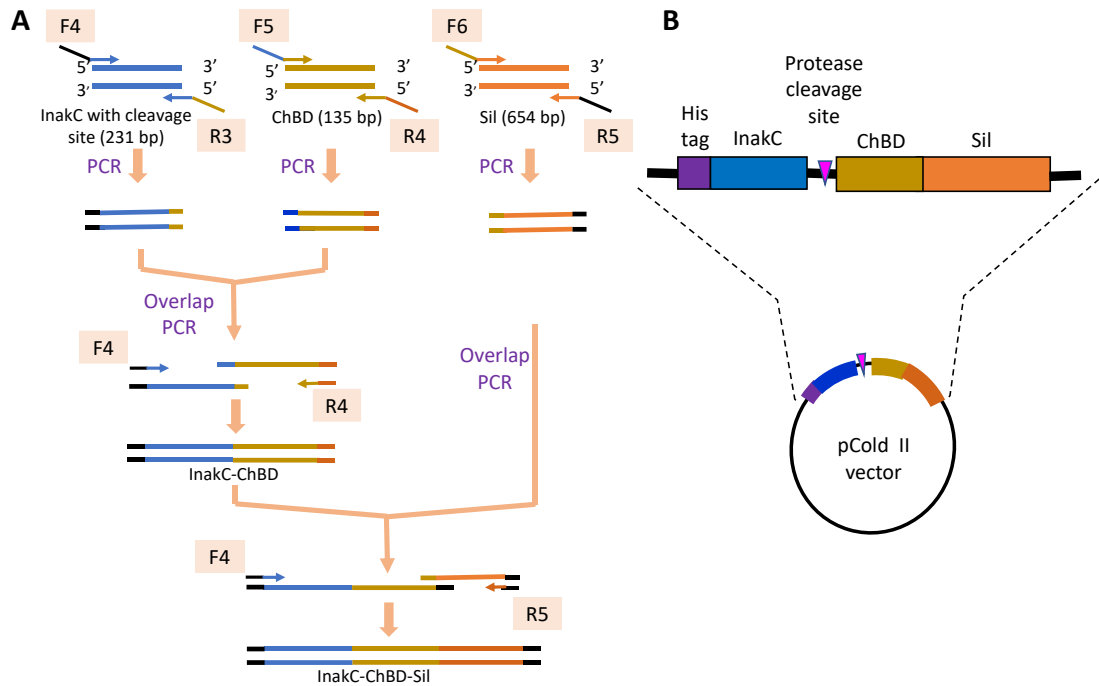 A
F4
F5
F6
5′ 3′
3′ 5′
5′ 3′
3′ 5′
5′ 3′
3′ 5′
InakC with cleavage
site (231 bp)
R3
ChBD (135 bp)
R4
Sil (654 bp)
R5
PCR
PCR
PCR
Overlap
PCR
F4
R4
InakC-ChBD
Overlap
PCR
F4
R5
InakC-ChBD-Sil
B
Protease
cleavage
site
His
tag
InakC
ChBD
Sil
pCold II
vector